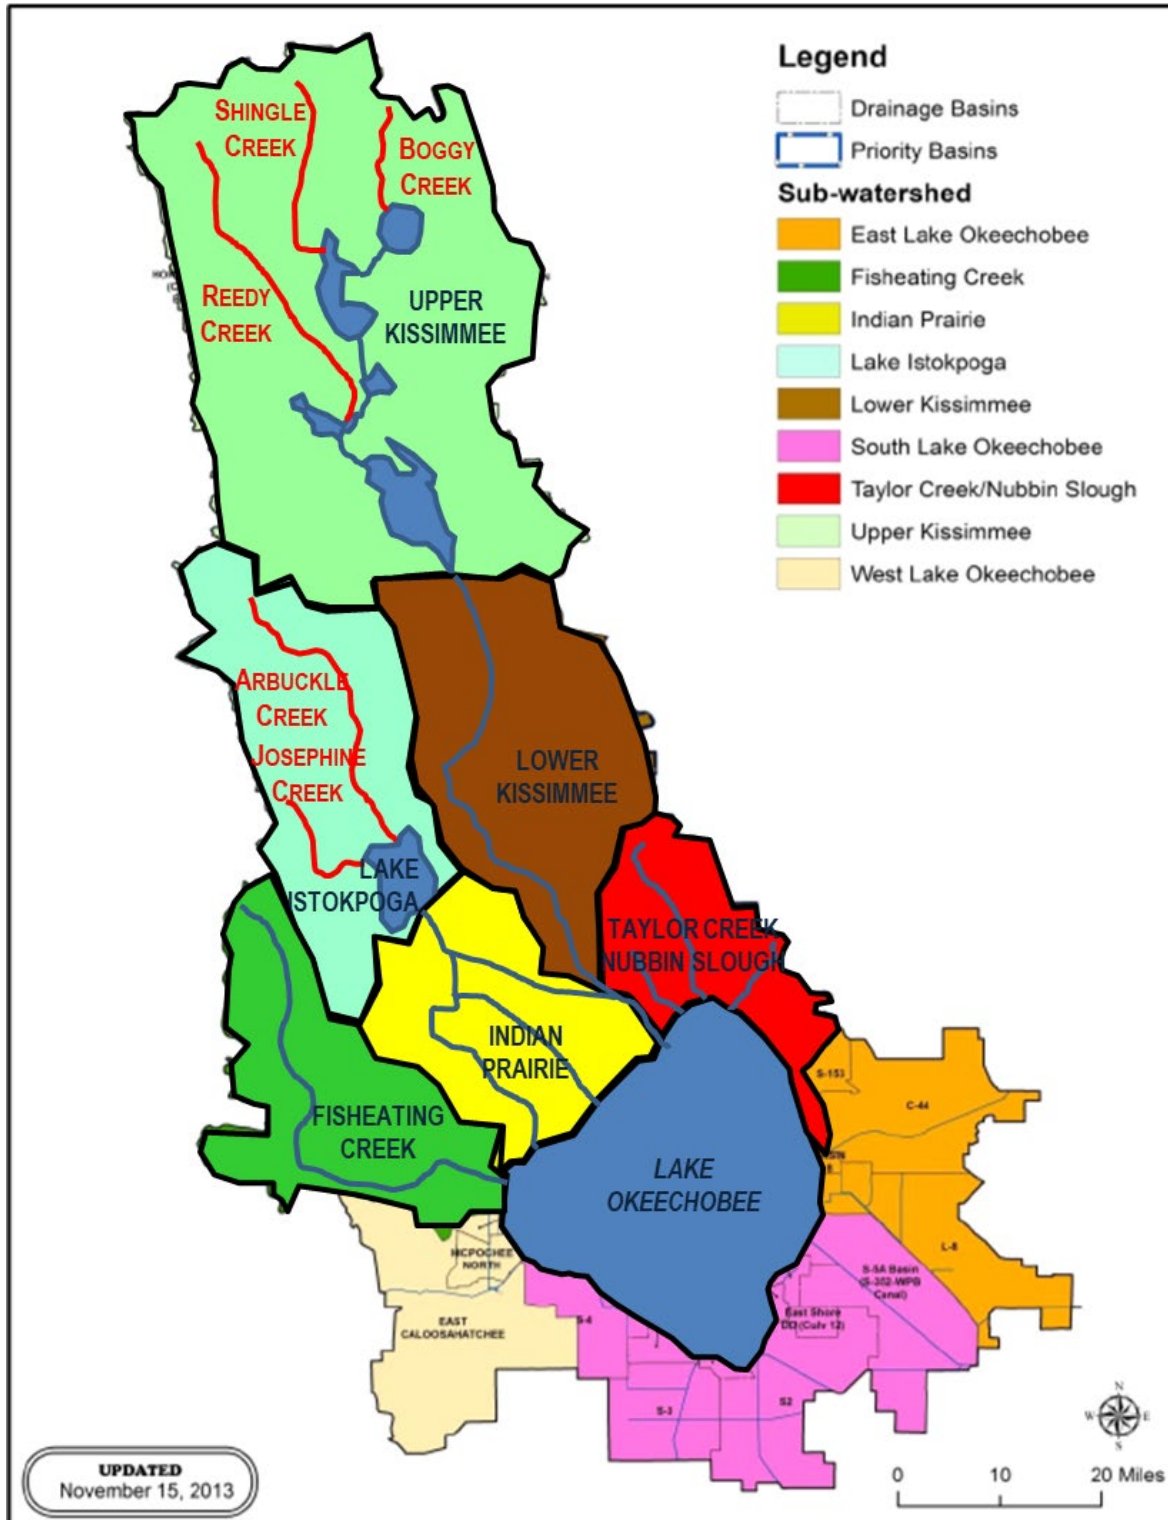 Legend
Drainage Basins
Priority Basins
Sub-watershed
East Lake Okeechobee
Fisheating Creek
Indian Prairie
Lake Istokpoga
Lower Kissimmee
South Lake Okeechobee
Taylor Creek/Nubbin Slough
Upper Kissimmee
West Lake Okeechobee
SHINGLE
CREEK
BOGGY
CREEK
REEDY
CREEK
UPPER
KISSIMMEE
ARBUCKLE
CREEK
JOSEPHINE
CREEK
LOWER
KISSIMMEE
LAKE
ISTOKPOGA
TAYLOR CREEK
NUBBIN SLOUGH
INDIAN
PRAIRIE
FISHEATING
CREEK
LAKE
OKEECHOBEE
S-153
C-44
L-8
S-5A Basin
(S-352-WPB
Canal)
East Shore
DD (Culv 12)
NORTH
EAST
CALOOSAHATCHEE
S-4
S-3
S2
N
W
E
S
0 10 20 Miles
UPDATED
November 15, 2013